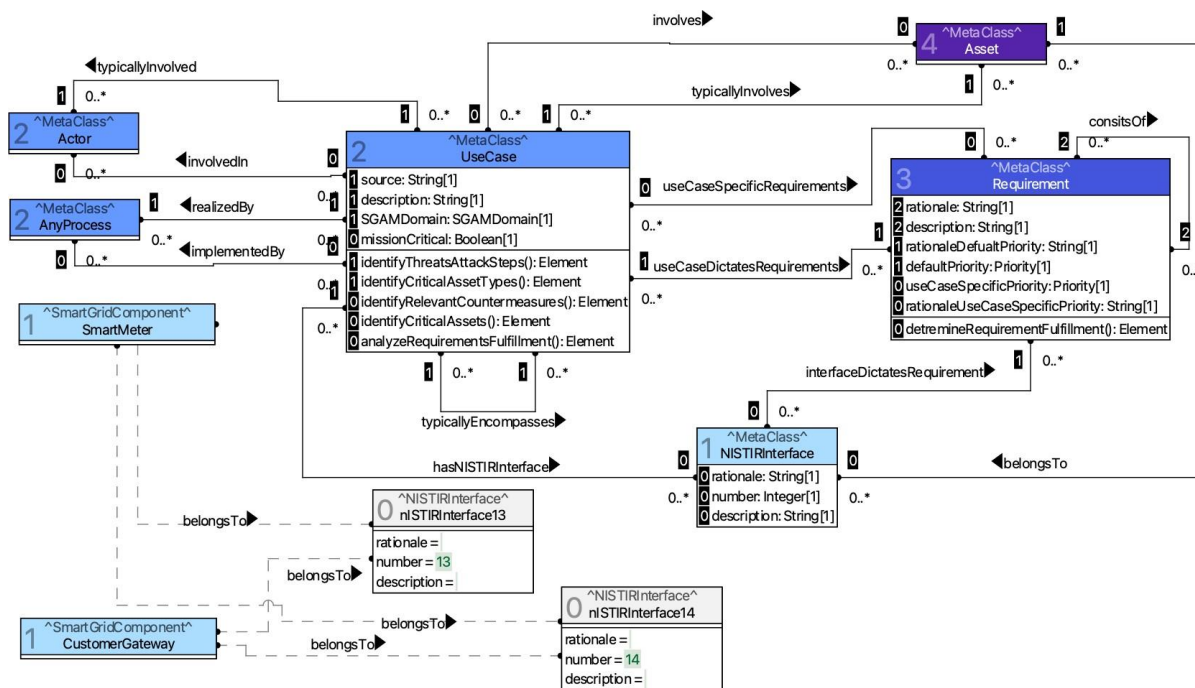 involves▶
0
0..*
4
^MetaClass^
Asset
1
0..*
◀typicallyInvolved
1
0..*
1
0..*
0
0..*
1
0..*
typicallyInvolves▶
1
0..*
consitsOf▶
2
^MetaClass^
Actor
0
0..*
◀involvedIn
0
0..*
2
^MetaClass^
UseCase
1 source: String[1]
1 description: String[1]
1 SGAMDomain: SGAMDomain[1]
0 missionCritical: Boolean[1]
1 identifyThreatsAttackSteps(): Element
1 identifyCriticalAssetTypes(): Element
0 identifyRelevantCountermeasures(): Element
0 identifyCriticalAssets(): Element
0 analyzeRequirementsFulfillment(): Element
2
^MetaClass^
AnyProcess
1
0..*
◀realizedBy
1
0..*
0
0..*
◀implementedBy
0
0
0..*
useCaseSpecificRequirements▶
0
0..*
1
0..*
useCaseDictatesRequirements▶
1
0..*
3
^MetaClass^
Requirement
2 rationale: String[1]
2 description: String[1]
1 rationaleDefualtPriority: String[1]
1 defaultPriority: Priority[1]
0 useCaseSpecificPriority: Priority[1]
0 rationaleUseCaseSpecificPriority: String[1]
0 detremineRequirementFulfillment(): Element
2
0..*
2
0..
1
^SmartGridComponent^
SmartMeter
1
0..*
1
0..*
1
0..*
typicallyEncompasses▶
interfaceDictatesRequirement▶
1
0..*
0
0..*
1
^MetaClass^
NISTIRInterface
0 rationale: String[1]
0 number: Integer[1]
0 description: String[1]
hasNISTIRInterface▶
0
0..*
0
0..*
◀belongsTo
belongsTo▶
0
^NISTIRInterface^
nISTIRInterface13
rationale =
number = 13
description =
belongsTo▶
0
^NISTIRInterface^
nISTIRInterface14
rationale =
number = 14
description =
belongsTo▶
belongsTo▶
1
^SmartGridComponent^
CustomerGateway